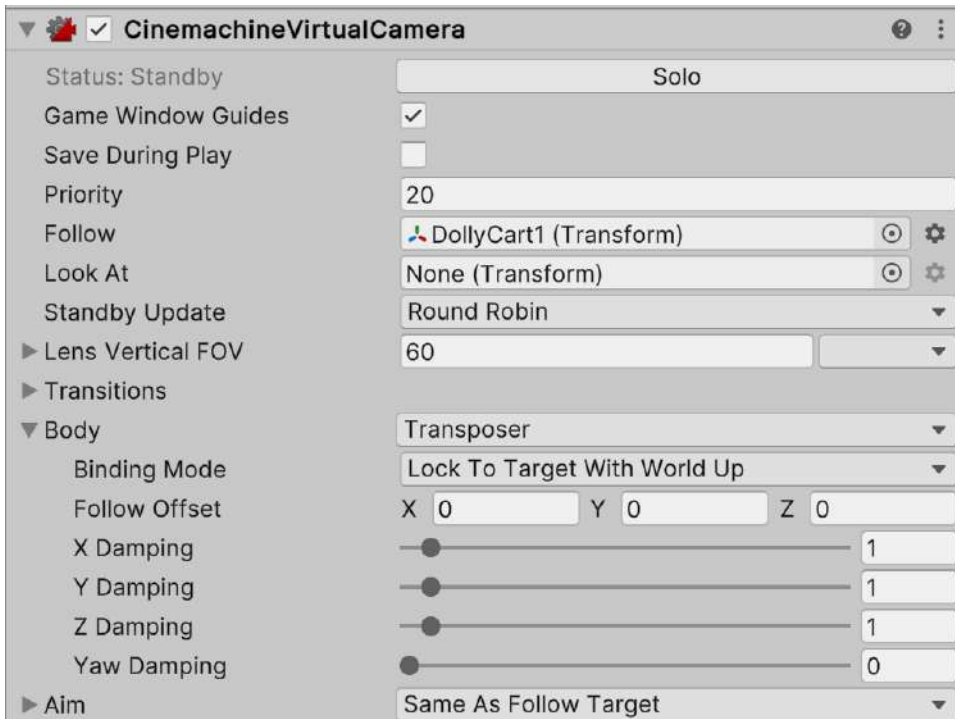 CinemachineVirtualCamera
Status: Standby Solo
Game Window Guides
Save During Play
Priority 20
Follow DollyCart1 (Transform)
Look At None (Transform)
Standby Update Round Robin
Lens Vertical FOV 60
Transitions
Body Transposer
Binding Mode Lock To Target With World Up
Follow Offset X 0 Y 0 Z 0
X Damping 1
Y Damping 1
Z Damping 1
Yaw Damping 0
Aim Same As Follow Target